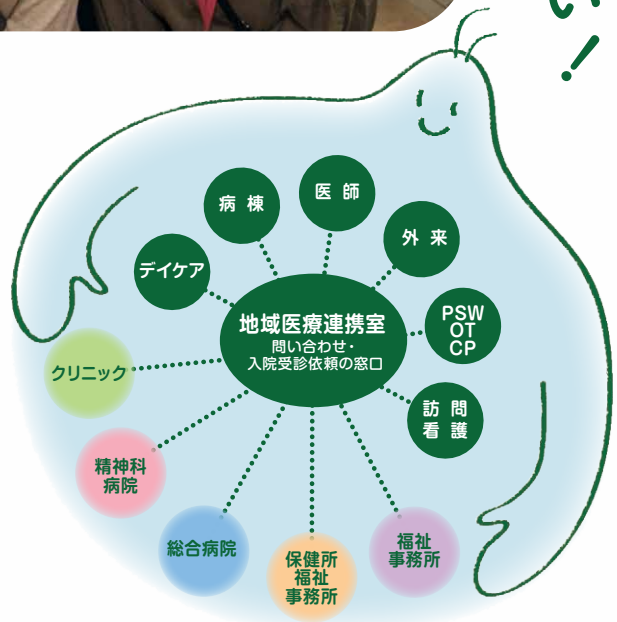 い!
医師
病棟
外来
デイケア
PSW
OT
CP
地域医療連携室
問い合わせ・
入院受診依頼の窓口
クリニック
訪問
看護
精神科
病院
総合病院
保健所
福祉
事務所
福祉
事務所